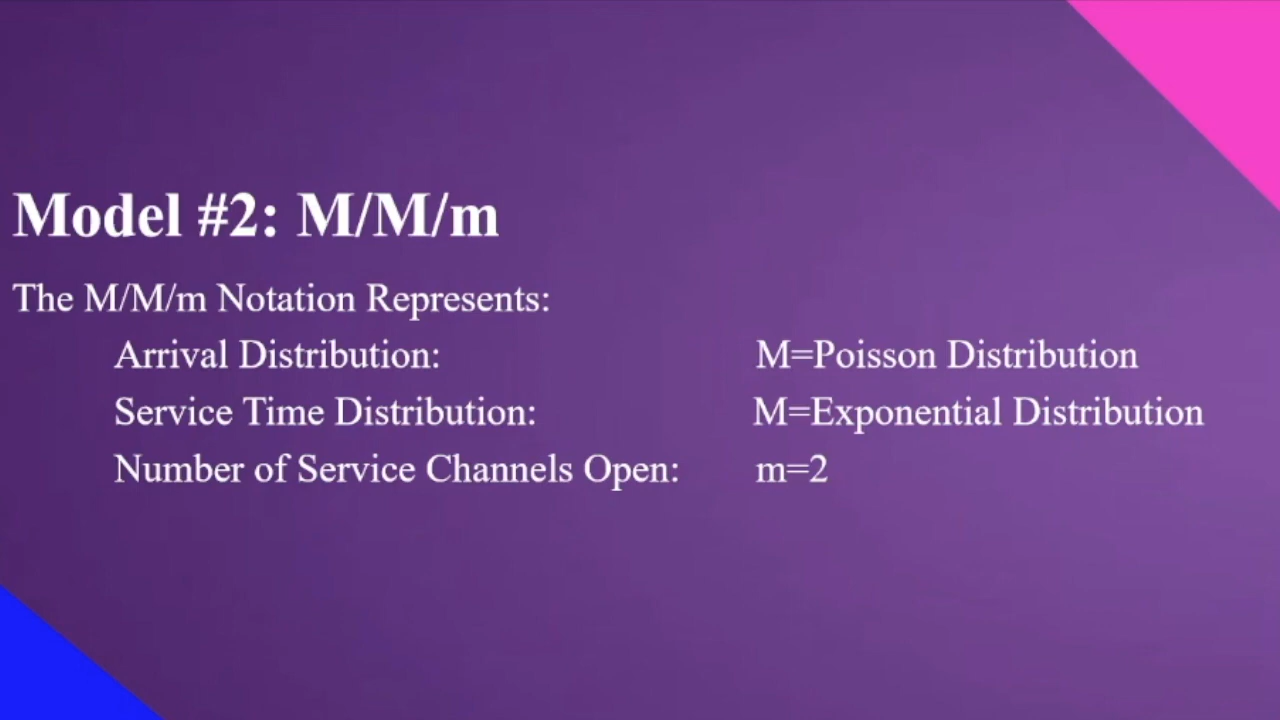 Model #2: M/M/m
The M/M/m Notation Represents:
Arrival Distribution: M=Poisson Distribution
Service Time Distribution: M=Exponential Distribution
Number of Service Channels Open: m=2